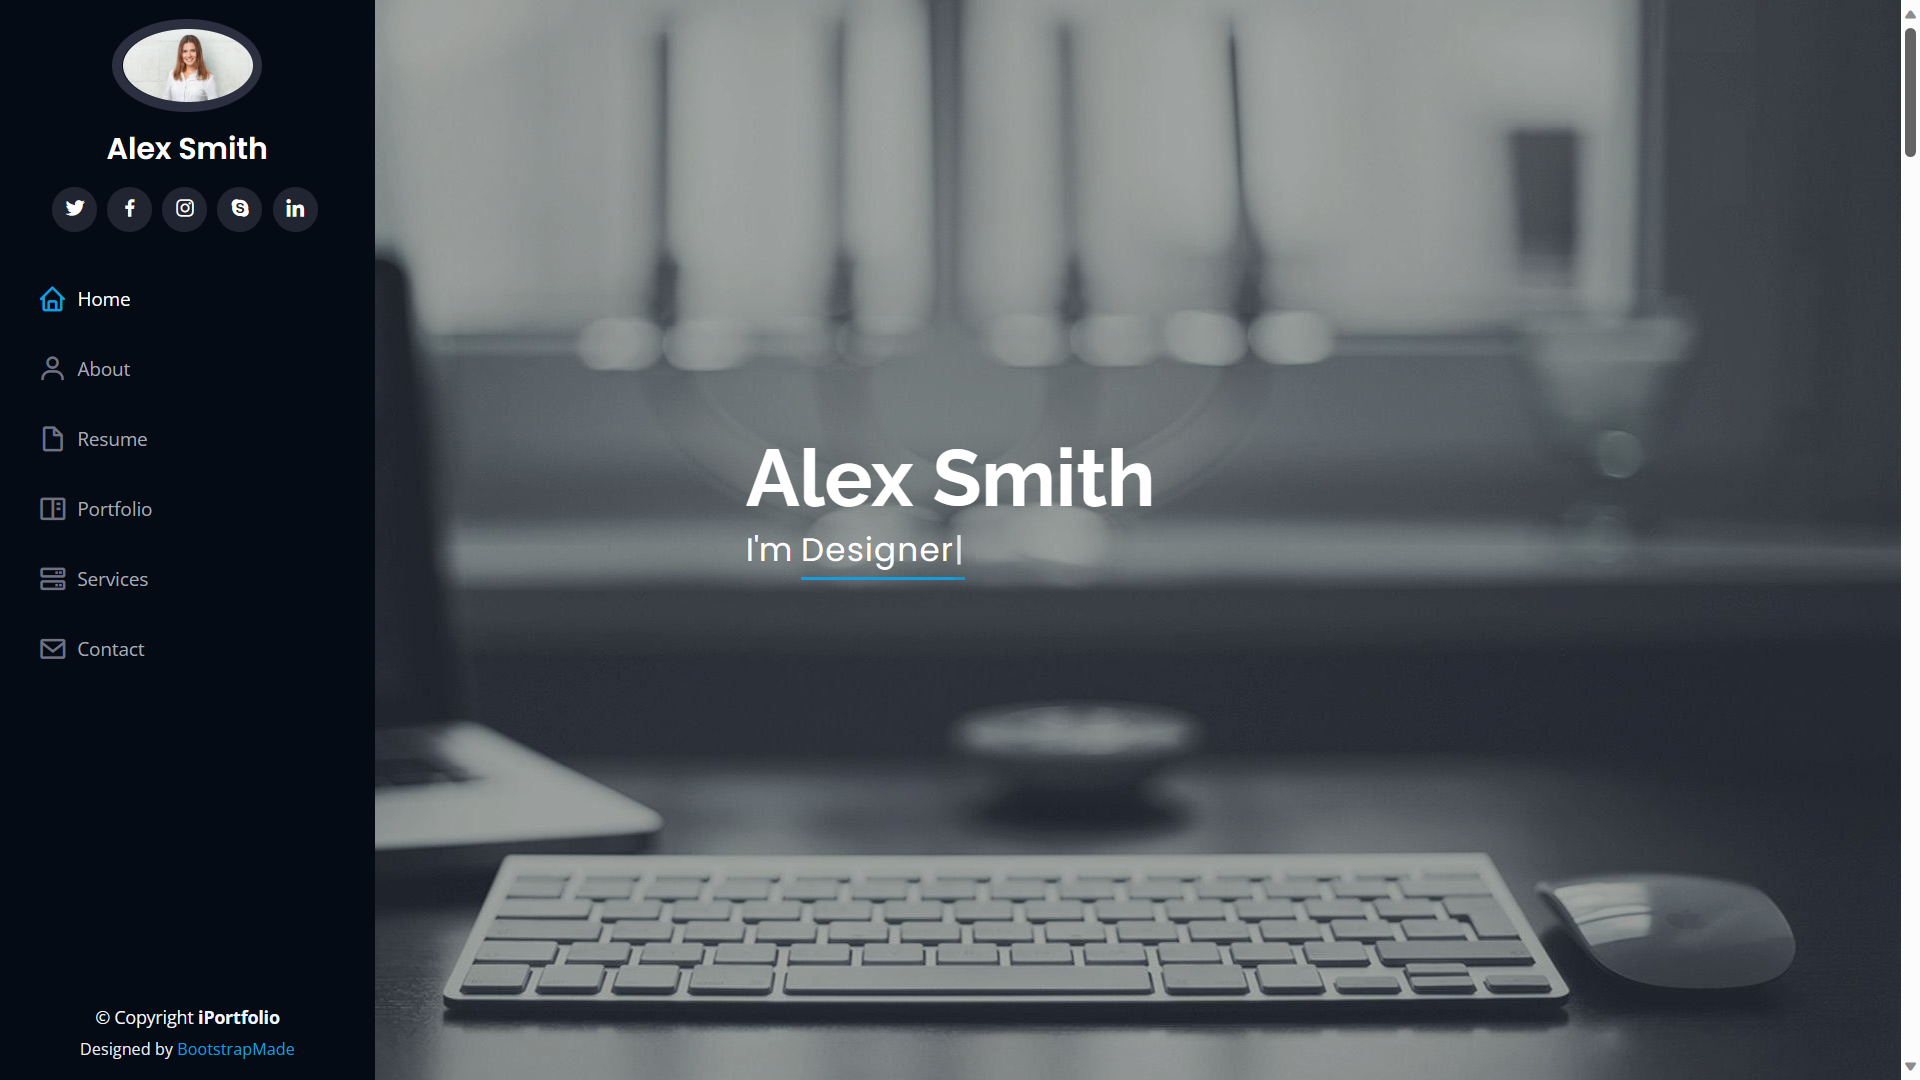 Alex Smith
Home
About
Resume
Portfolio
Services
Contact
© Copyright iPortfolio
Designed by BootstrapMade
Alex Smith
I'm Designer|